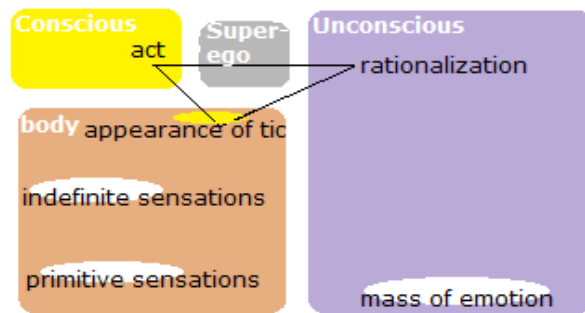 Conscious
act
Super-
ego
Unconscious
rationalization
body
appearance of tic
indefinite sensations
primitive sensations
mass of emotion